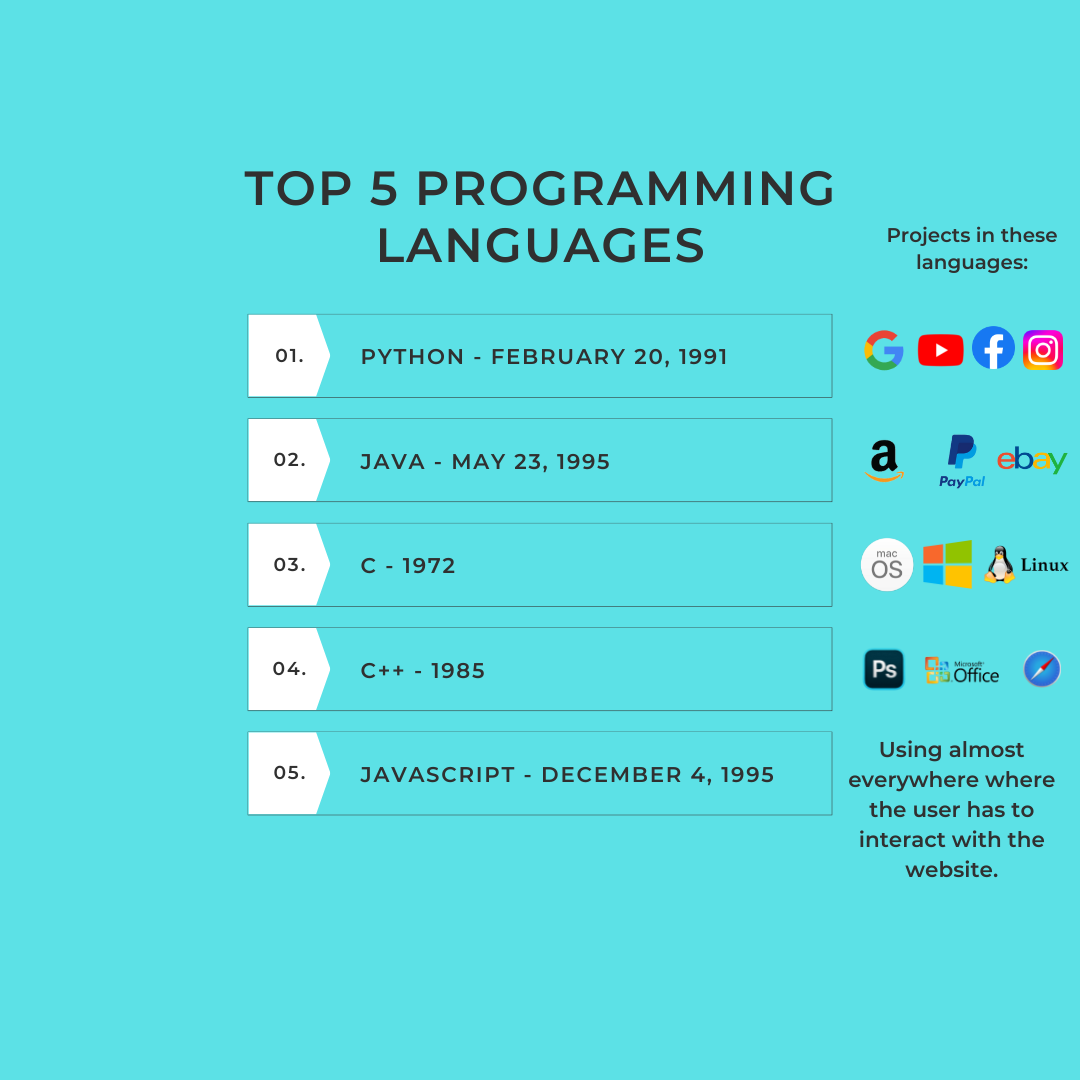 TOP 5 PROGRAMMING
LANGUAGES
Projects in these
languages:
01.
PYTHON - FEBRUARY 20, 1991
02.
JAVA - MAY 23, 1995
a
PayPal
ebay
03.
C - 1972
mac
OS
Linux
04.
C++ - 1985
Ps
Microsoft®
Office
05.
JAVASCRIPT - DECEMBER 4, 1995
Using almost
everywhere where
the user has to
interact with the
website.